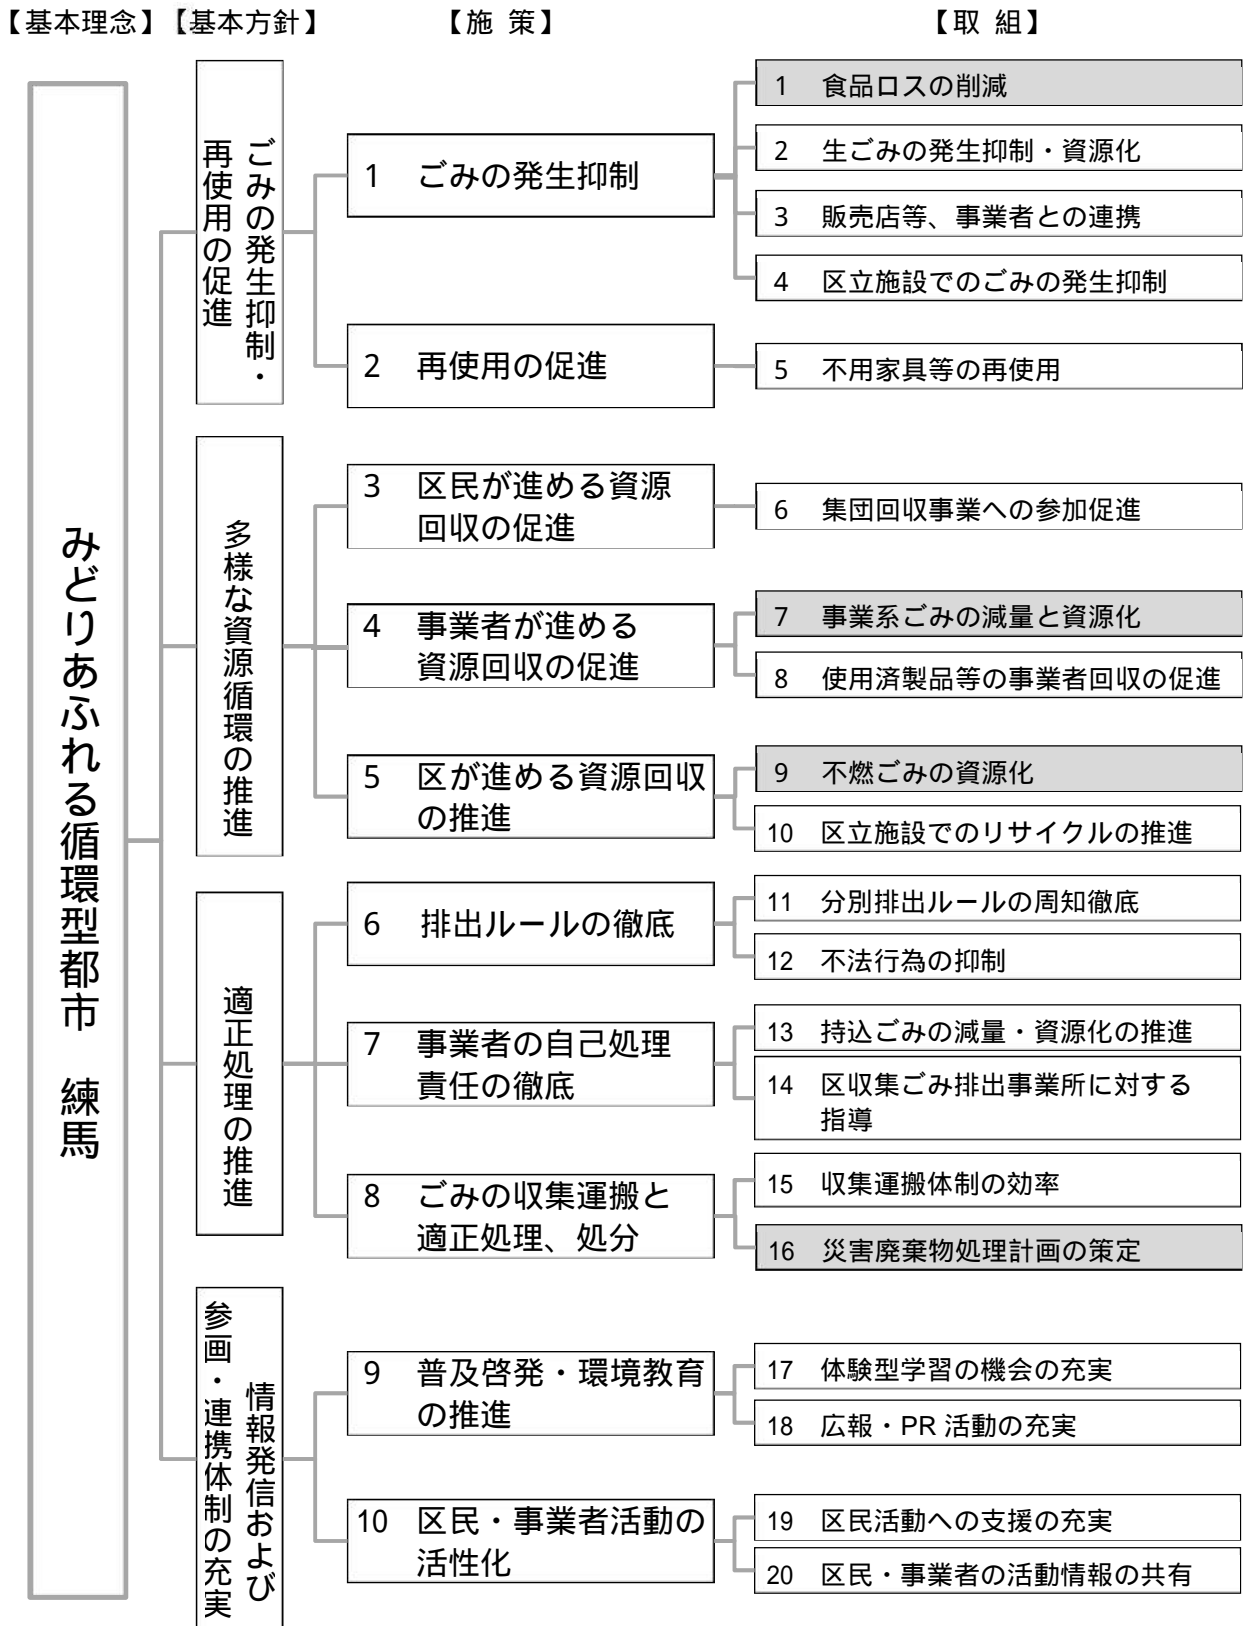 【基本理念】【基本方針】 【施 策】 【取 組】
みどりあふれる循環型都市 練馬
ごみの発生抑制・
再使用の促進
1 ごみの発生抑制
1 食品ロスの削減
2 生ごみの発生抑制・資源化
3 販売店等、事業者との連携
4 区立施設でのごみの発生抑制
2 再使用の促進
5 不用家具等の再使用
多様な資源循環の推進
3 区民が進める資源
回収の促進
6 集団回収事業への参加促進
4 事業者が進める
資源回収の促進
7 事業系ごみの減量と資源化
8 使用済製品等の事業者回収の促進
5 区が進める資源回収
の推進
9 不燃ごみの資源化
10 区立施設でのリサイクルの推進
適正処理の推進
6 排出ルールの徹底
11 分別排出ルールの周知徹底
12 不法行為の抑制
7 事業者の自己処理
責任の徹底
13 持込ごみの減量・資源化の推進
14 区収集ごみ排出事業所に対する
指導
8 ごみの収集運搬と
適正処理、処分
15 収集運搬体制の効率
16 災害廃棄物処理計画の策定
情報発信および
参画・連携体制の充実
9 普及啓発・環境教育
の推進
17 体験型学習の機会の充実
18 広報・PR 活動の充実
10 区民・事業者活動の
活性化
19 区民活動への支援の充実
20 区民・事業者の活動情報の共有